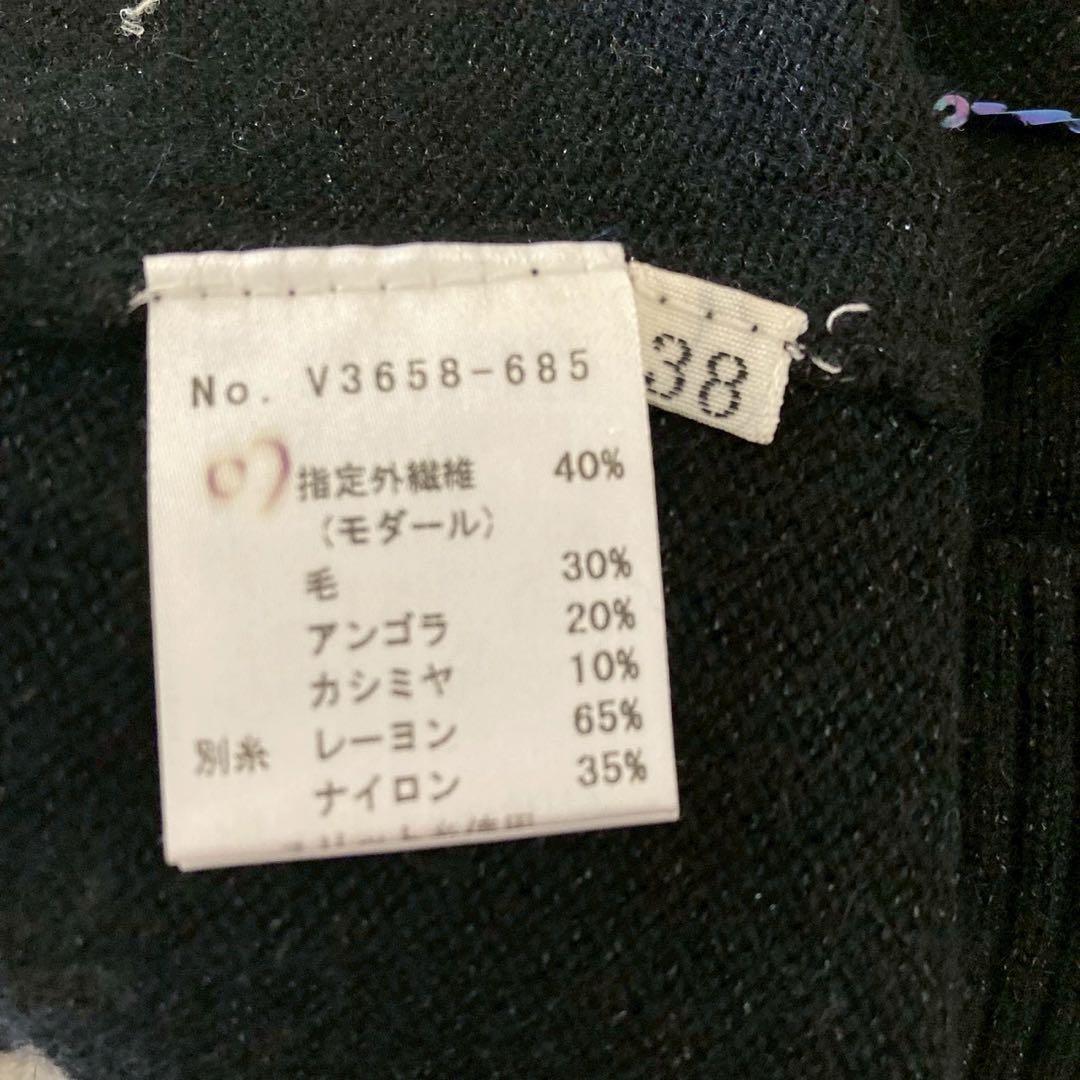 No. V3658-685
38
指定外繊維 40%
(モダール)
毛 30%
アンゴラ 20%
カシミヤ 10%
別糸 レーヨン 65%
ナイロン 35%